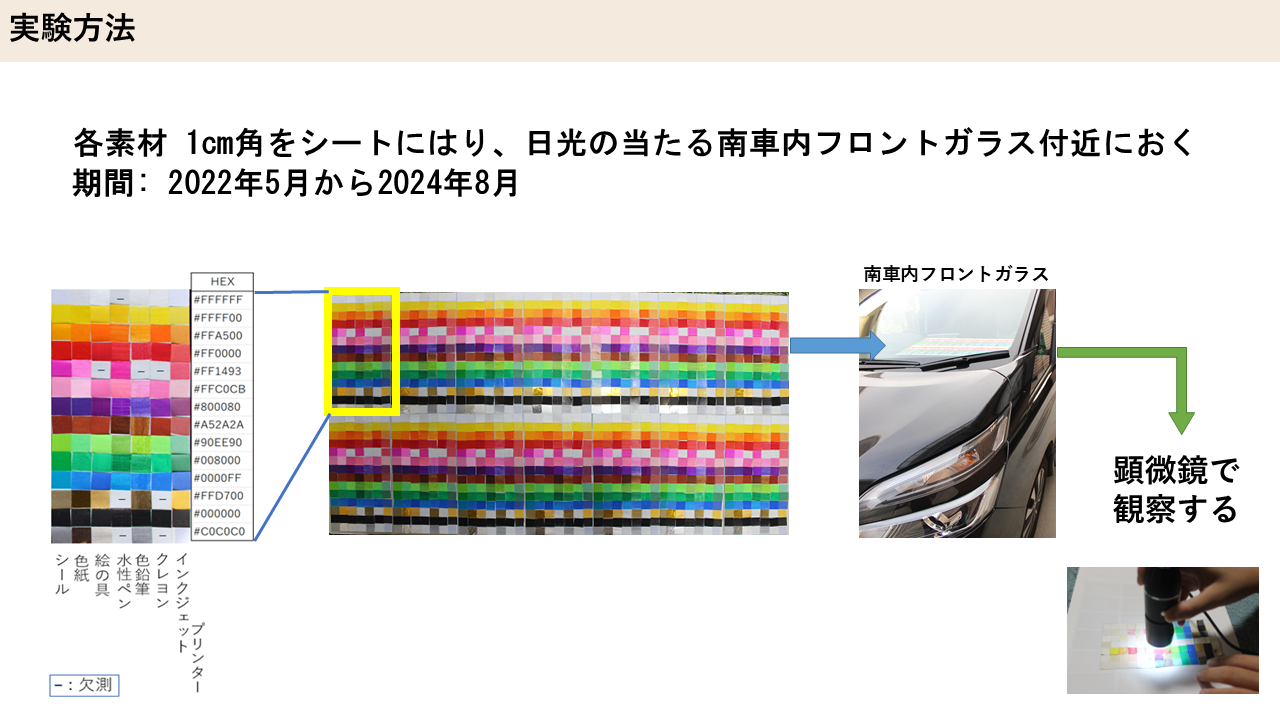 実験方法
各素材 1cm角をシートにはり、日光の当たる南車内フロントガラス付近におく
期間: 2022年5月から2024年8月
HEX
#FFFFFF
#FFFF00
#FFA500
#FF0000
#FF1493
#FFC0CB
#800080
#A52A2A
#90EE90
#008000
#0000FF
#FFD700
#000000
#C0C0C0
シール
色紙
絵の具
水性ペン
色鉛筆
クレヨン
インクジェット
プリンター
−：欠測
南車内フロントガラス
顕微鏡で
観察する